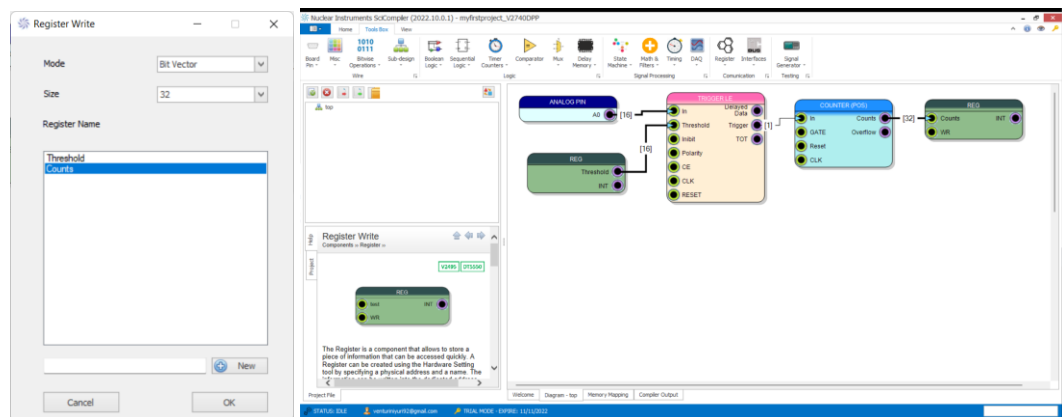 Register Write
Mode
Bit Vector
Size
32
Register Name
Threshold
Counts
New
Cancel
OK
Nuclear Instruments SciCompiler (2022.10.0.1) - myfirstproject_V2740DPP
Home
Tools Box
View
Board Pin
Misc
1010
0111
Bitwise Operations
Sub-design
Boolean Logic
Sequential Logic
Timer Counters
Comparator
Mux
Delay Memory
State Machine
Math & Filters
Timing
DAQ
Register
Interfaces
Signal Generator
Wire
Logic
Signal Processing
Comunication
Testing
top
Help
Project
Register Write
Components » Register »
V2495
DT5550
REG
test
INT
WR
The Register is a component that allows to store a
piece of information that can be accessed quickly. A
Register can be created using the Hardware Setting
tool by specifying a physical address and a name. The
Project File
ANALOG PIN
A0
[16]
REG
Threshold
INT
[16]
TRIGGER LE
In
Delayed Data
Threshold
Trigger
Inibit
TOT
Polarity
CE
CLK
RESET
[1]
COUNTER (POS)
In
Counts
GATE
Overflow
Reset
CLK
[32]
REG
Counts
INT
WR
Welcome
Diagram - top
Memory Mapping
Compiler Output
STATUS: IDLE
venturiniyuri92@gmail.com
TRIAL MODE - EXPIRE: 11/11/2022